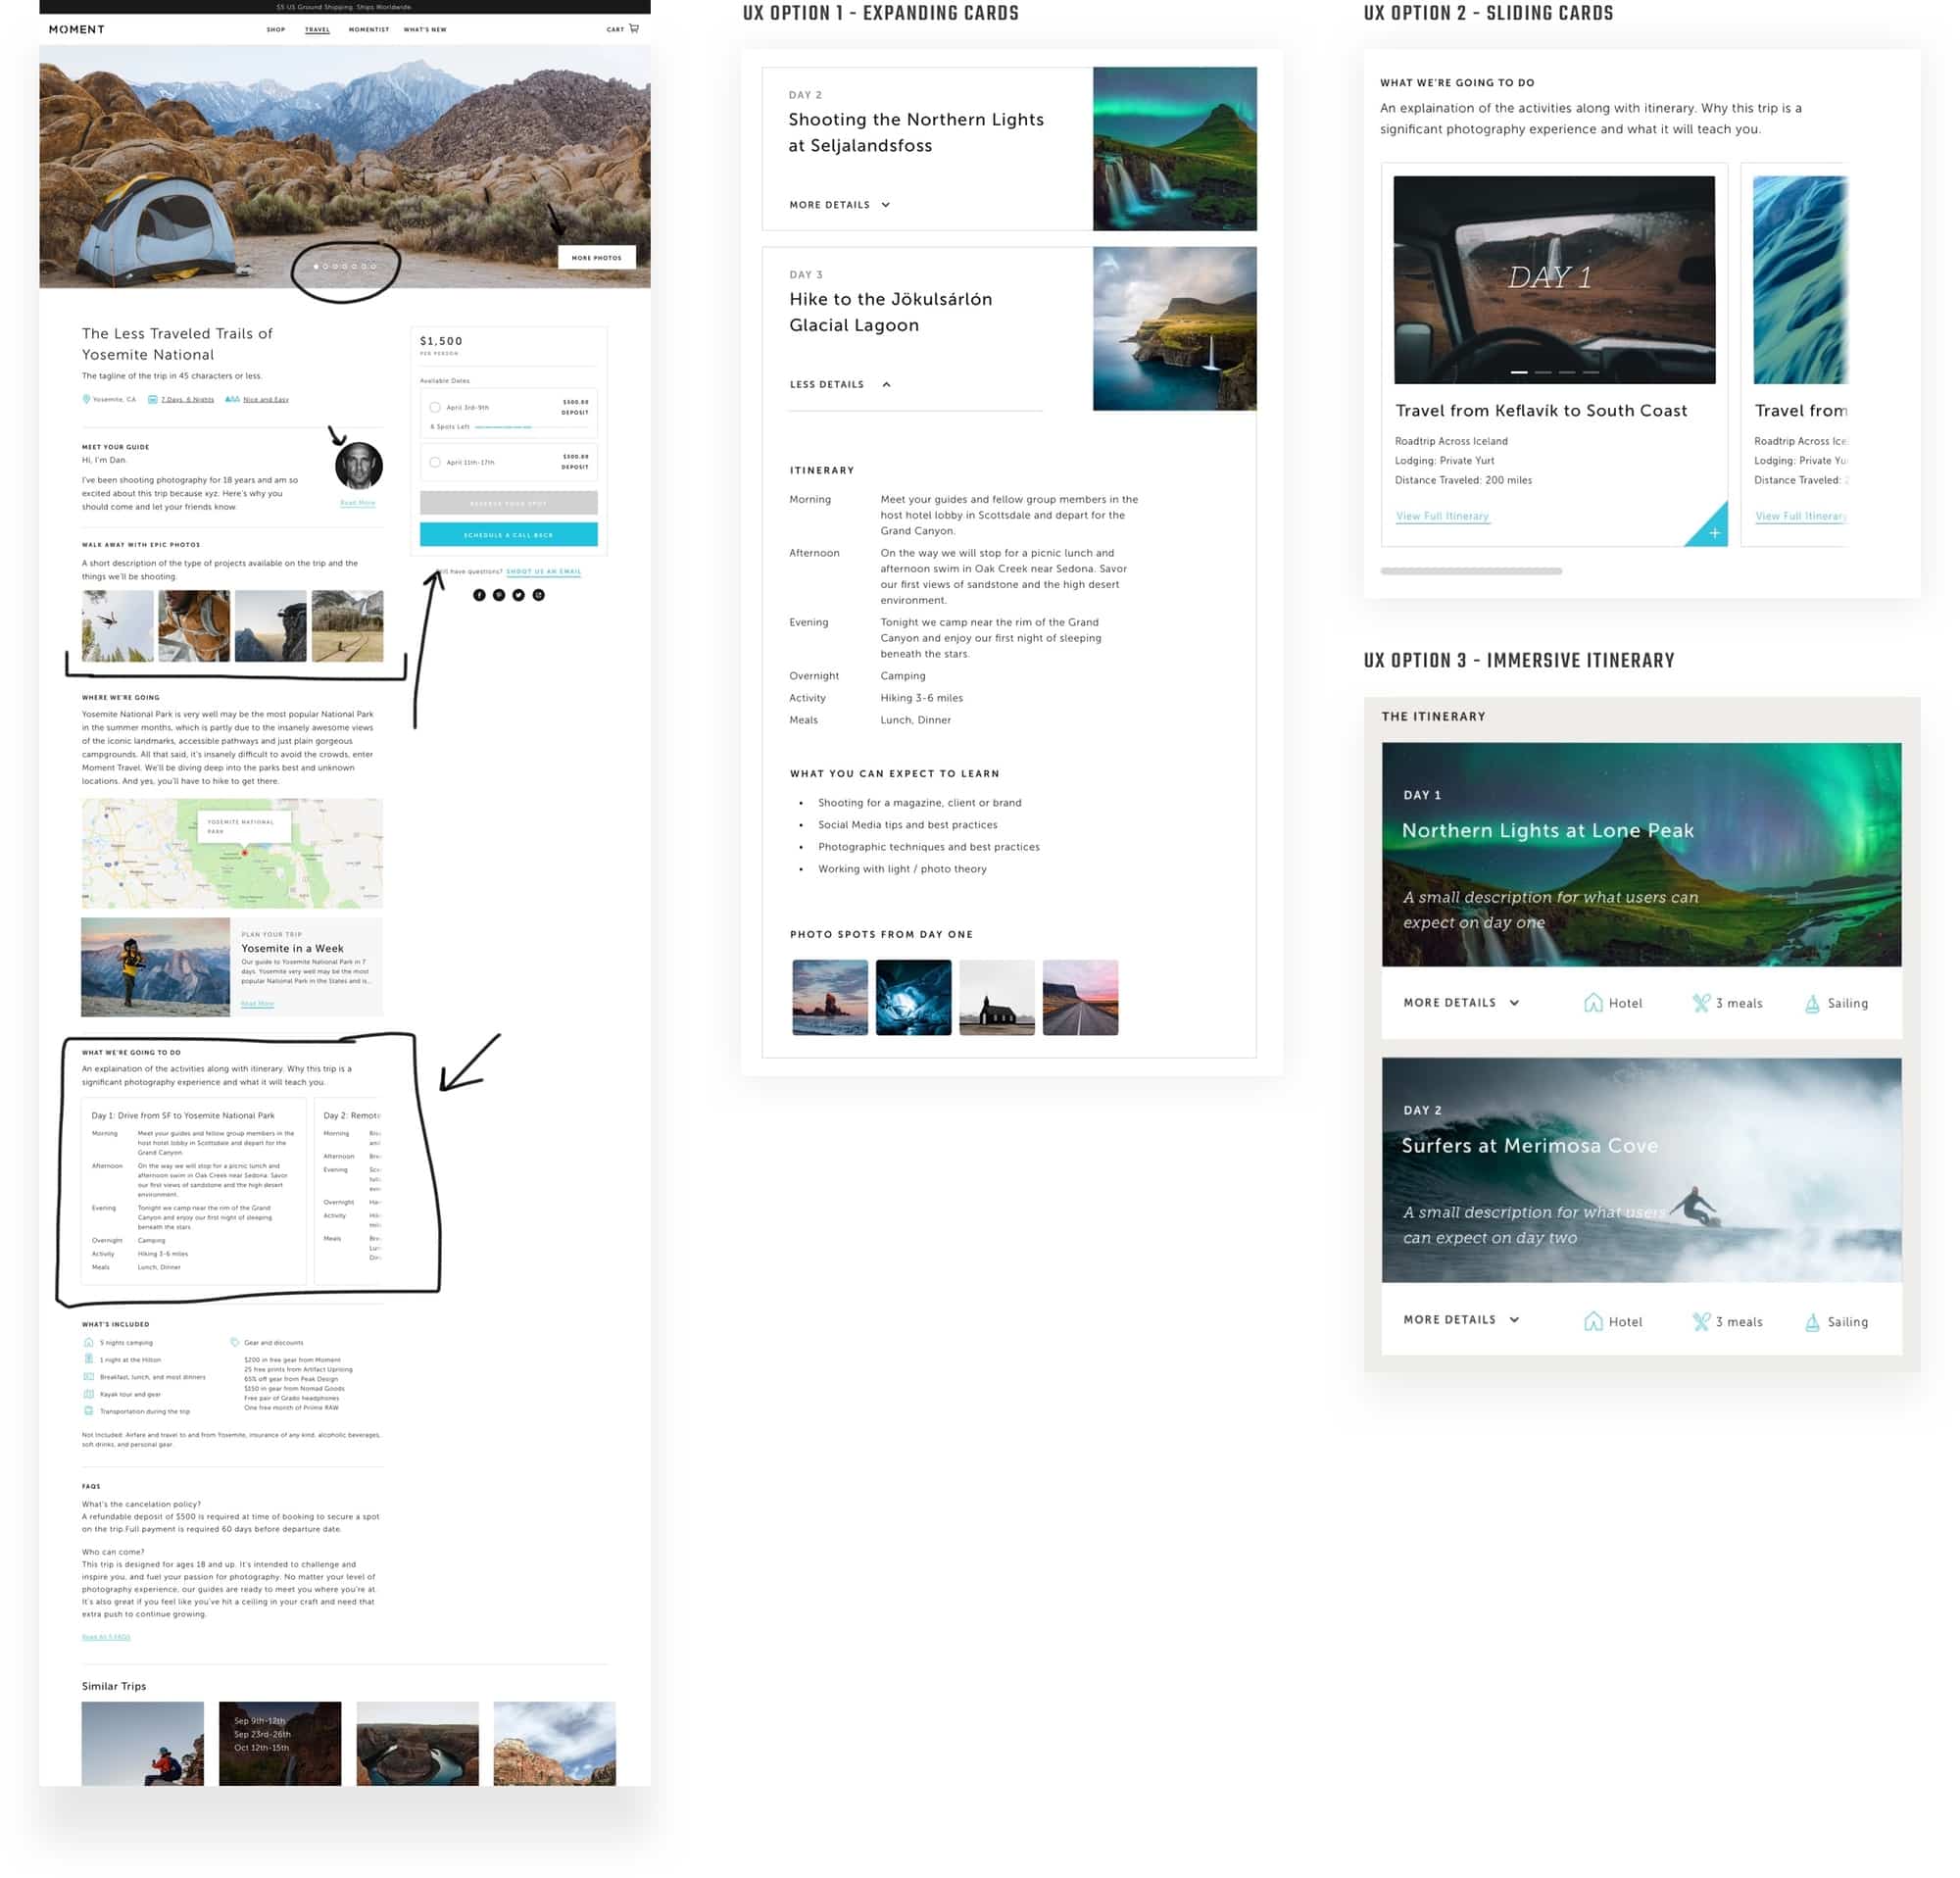 $5 US Ground Shipping. Ships Worldwide.
MOMENT
SHOP TRAVEL MOMENTIST WHAT'S NEW
CART
MORE PHOTOS
The Less Traveled Trails of
Yosemite National
The tagline of the trip in 45 characters or less.
Yosemite, CA 7 Days, 6 Nights Nice and Easy
MEET YOUR GUIDE
Hi, I'm Dan.
I've been shooting photography for 18 years and am so
excited about this trip because xyz. Here's why you
should come and let your friends know.
Read More
WALK AWAY WITH EPIC PHOTOS
A short description of the type of projects available on the trip and the
things we'll be shooting.
$1,500
PER PERSON
Available Dates
April 3rd-9th
$500.00
DEPOSIT
6 Spots Left
April 11th-17th
$500.00
DEPOSIT
RESERVE YOUR SPOT
SCHEDULE A CALL BACK
have questions? SHOOT US AN EMAIL
WHERE WE'RE GOING
Yosemite National Park is very well may be the most popular National Park
in the summer months, which is partly due to the insanely awesome views
of the iconic landmarks, accessible pathways and just plain gorgeous
campgrounds. All that said, it's insanely difficult to avoid the crowds, enter
Moment Travel. We'll be diving deep into the parks best and unknown
locations. And yes, you'll have to hike to get there.
YOSEMITE NATIONAL
PARK
PLAN YOUR TRIP
Yosemite in a Week
Our guide to Yosemite National Park in 7
days. Yosemite very well may be the most
popular National Park in the States and is...
Read More
WHAT WE'RE GOING TO DO
An explaination of the activities along with itinerary. Why this trip is a
significant photography experience and what it will teach you.
Day 1: Drive from SF to Yosemite National Park
Morning Meet your guides and fellow group members in the
host hotel lobby in Scottsdale and depart for the
Grand Canyon.
Afternoon On the way we will stop for a picnic lunch and
afternoon swim in Oak Creek near Sedona. Savor
our first views of sandstone and the high desert
environment.
Evening Tonight we camp near the rim of the Grand
Canyon and enjoy our first night of sleeping
beneath the stars.
Overnight Camping
Activity Hiking 3-6 miles
Meals Lunch, Dinner
Day 2: Remote
Morning
Afternoon
Evening
Overnight
Activity
Meals
WHAT'S INCLUDED
5 nights camping
1 night at the Hilton
Breakfast, lunch, and most dinners
Kayak tour and gear
Transportation during the trip
Gear and discounts
$200 in free gear from Moment
25 free prints from Artifact Uprising
65% off gear from Peak Design
$150 in gear from Nomad Goods
Free pair of Grado headphones
One free month of Prime RAW
Not Included: Airfare and travel to and from Yosemite, insurance of any kind, alcoholic beverages,
soft drinks, and personal gear.
FAQS
What's the cancelation policy?
A refundable deposit of $500 is required at time of booking to secure a spot
on the trip.Full payment is required 60 days before departure date.
Who can come?
This trip is designed for ages 18 and up. It's intended to challenge and
inspire you, and fuel your passion for photography. No matter your level of
photography experience, our guides are ready to meet you where you're at.
It's also great if you feel like you've hit a ceiling in your craft and need that
extra push to continue growing.
Read All 5 FAQS
Similar Trips
Sep 9th-12th
Sep 23rd-26th
Oct 12th-15th
UX OPTION 1 - EXPANDING CARDS
DAY 2
Shooting the Northern Lights
at Seljalandsfoss
MORE DETAILS
DAY 3
Hike to the Jökulsárlón
Glacial Lagoon
LESS DETAILS
ITINERARY
Morning Meet your guides and fellow group members in the
host hotel lobby in Scottsdale and depart for the
Grand Canyon.
Afternoon On the way we will stop for a picnic lunch and
afternoon swim in Oak Creek near Sedona. Savor
our first views of sandstone and the high desert
environment.
Evening Tonight we camp near the rim of the Grand
Canyon and enjoy our first night of sleeping
beneath the stars.
Overnight Camping
Activity Hiking 3-6 miles
Meals Lunch, Dinner
WHAT YOU CAN EXPECT TO LEARN
• Shooting for a magazine, client or brand
• Social Media tips and best practices
• Photographic techniques and best practices
• Working with light / photo theory
PHOTO SPOTS FROM DAY ONE
UX OPTION 2 - SLIDING CARDS
WHAT WE'RE GOING TO DO
An explaination of the activities along with itinerary. Why this trip is a
significant photography experience and what it will teach you.
DAY 1
Travel from Keflavík to South Coast
Roadtrip Across Iceland
Lodging: Private Yurt
Distance Traveled: 200 miles
View Full Itinerary
Travel from
Roadtrip Across Ice
Lodging: Private Yu
Distance Traveled: 2
View Full Itinerary
UX OPTION 3 - IMMERSIVE ITINERARY
THE ITINERARY
DAY 1
Northern Lights at Lone Peak
A small description for what users can
expect on day one
MORE DETAILS Hotel 3 meals Sailing
DAY 2
Surfers at Merimosa Cove
A small description for what users
can expect on day two
MORE DETAILS Hotel 3 meals Sailing